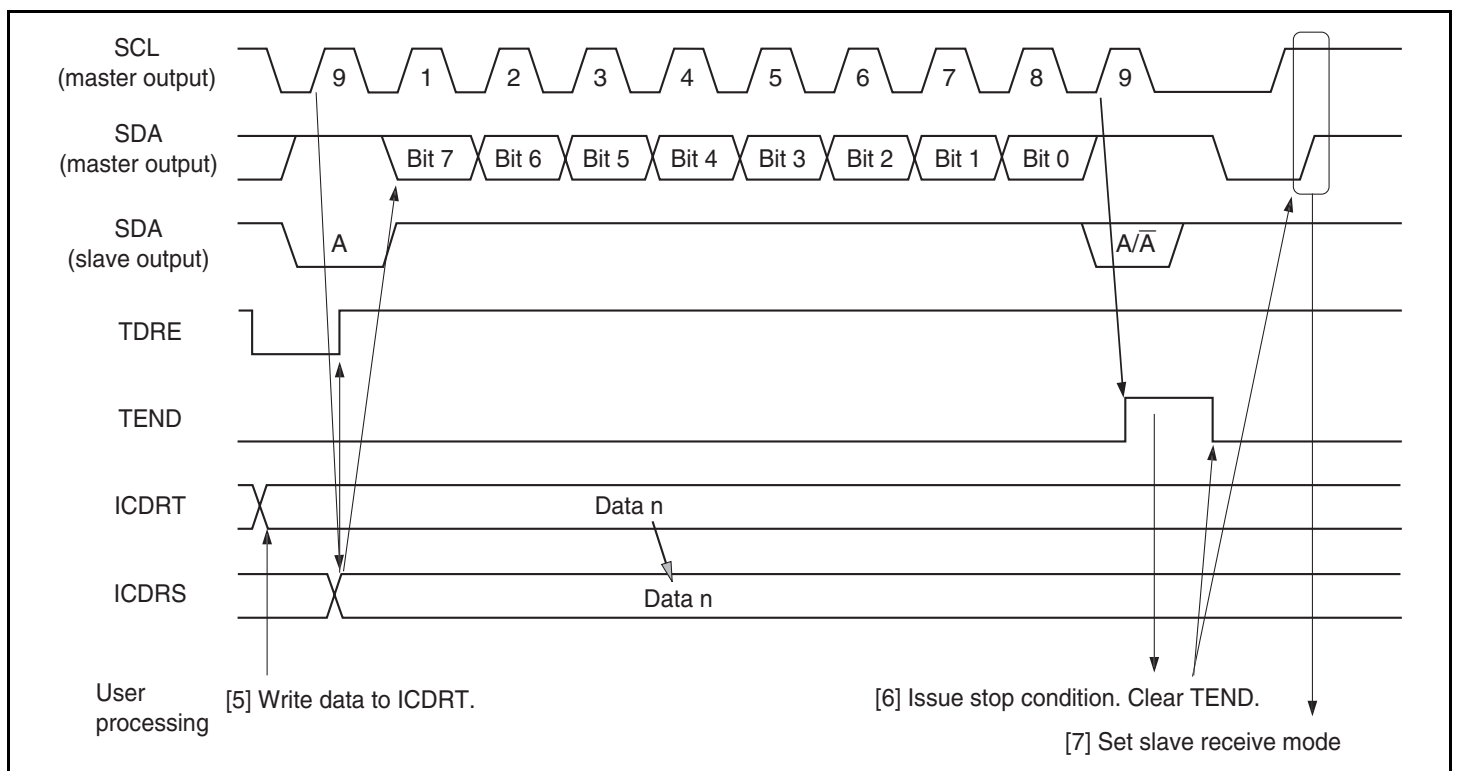 SCL
(master output)
9 1 2 3 4 5 6 7 8 9
SDA
(master output)
Bit 7 Bit 6 Bit 5 Bit 4 Bit 3 Bit 2 Bit 1 Bit 0
SDA
(slave output)
A A/A̅
TDRE
TEND
ICDRT
Data n
ICDRS
Data n
User
processing
[5] Write data to ICDRT.
[6] Issue stop condition. Clear TEND.
[7] Set slave receive mode